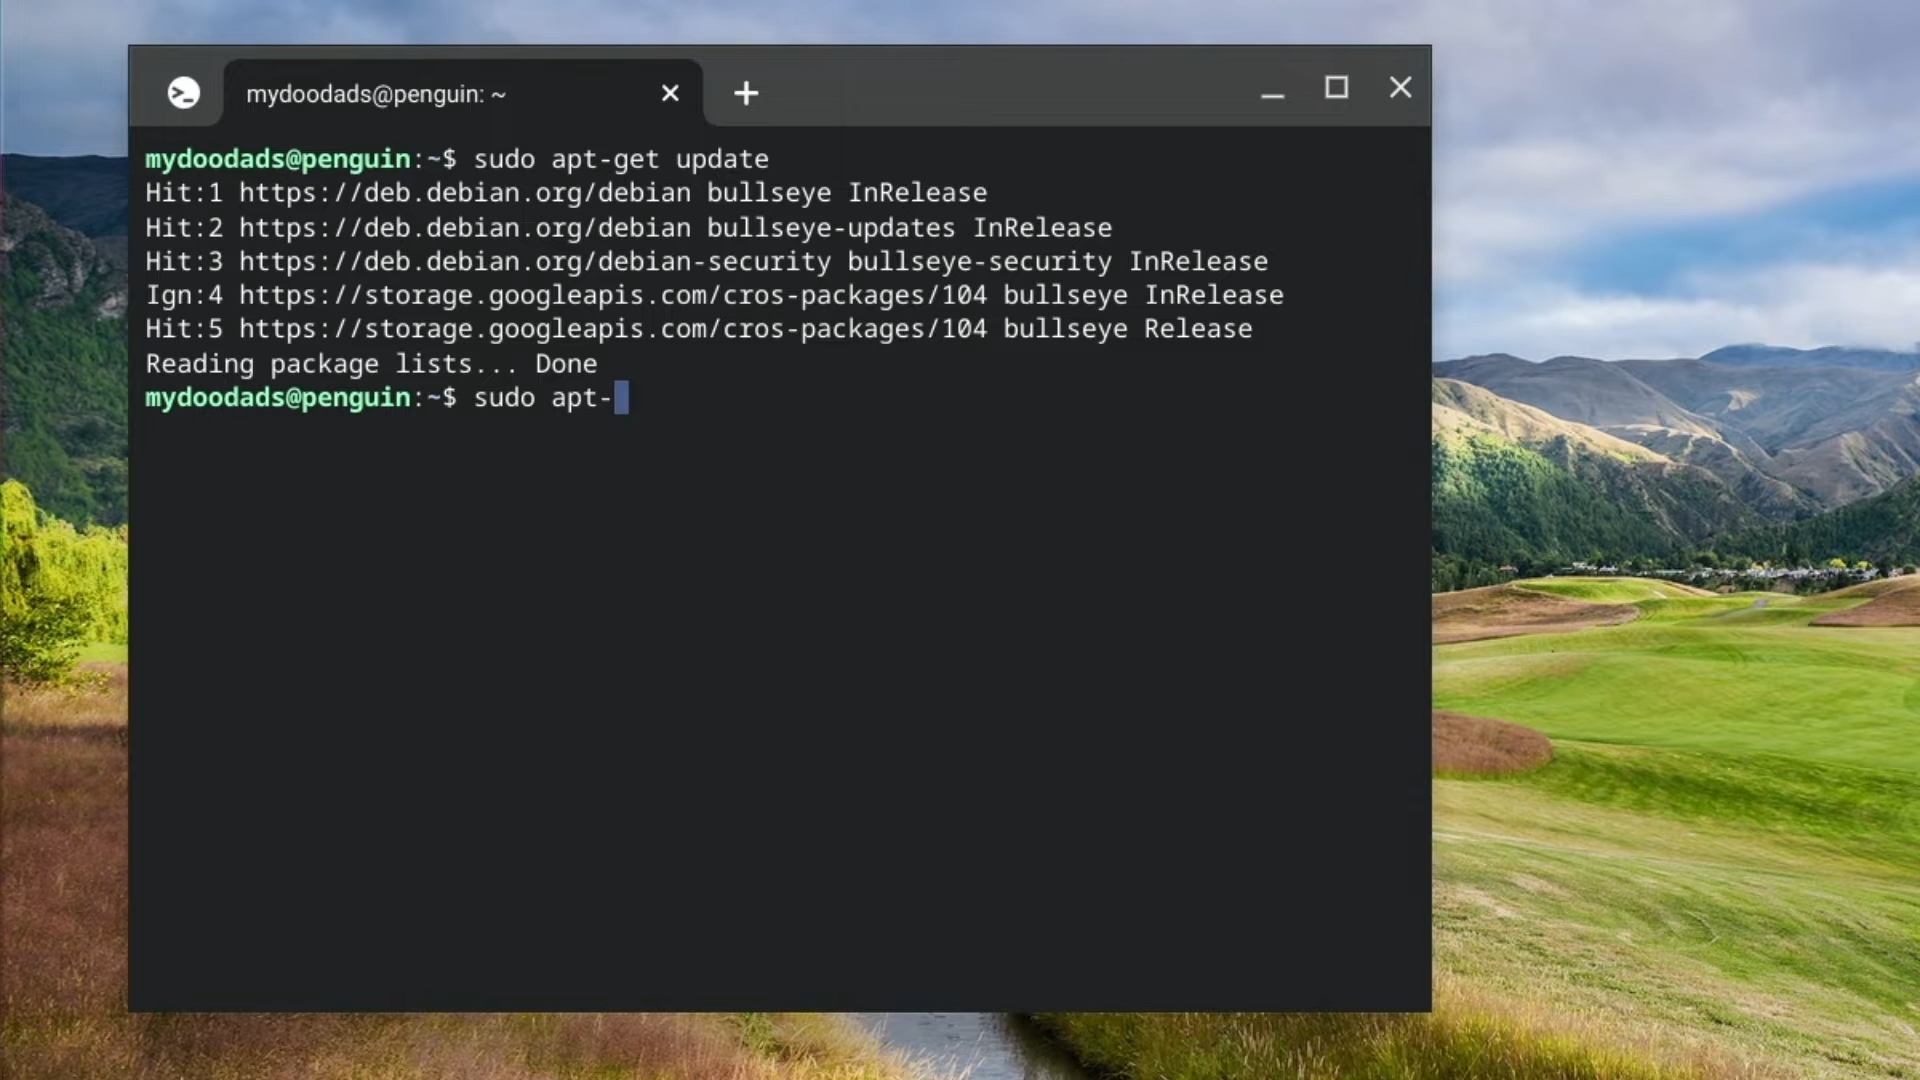 mydoodads@penguin: ~
mydoodads@penguin:~$ sudo apt-get update
Hit:1 https://deb.debian.org/debian bullseye InRelease
Hit:2 https://deb.debian.org/debian bullseye-updates InRelease
Hit:3 https://deb.debian.org/debian-security bullseye-security InRelease
Ign:4 https://storage.googleapis.com/cros-packages/104 bullseye InRelease
Hit:5 https://storage.googleapis.com/cros-packages/104 bullseye Release
Reading package lists... Done
mydoodads@penguin:~$ sudo apt-